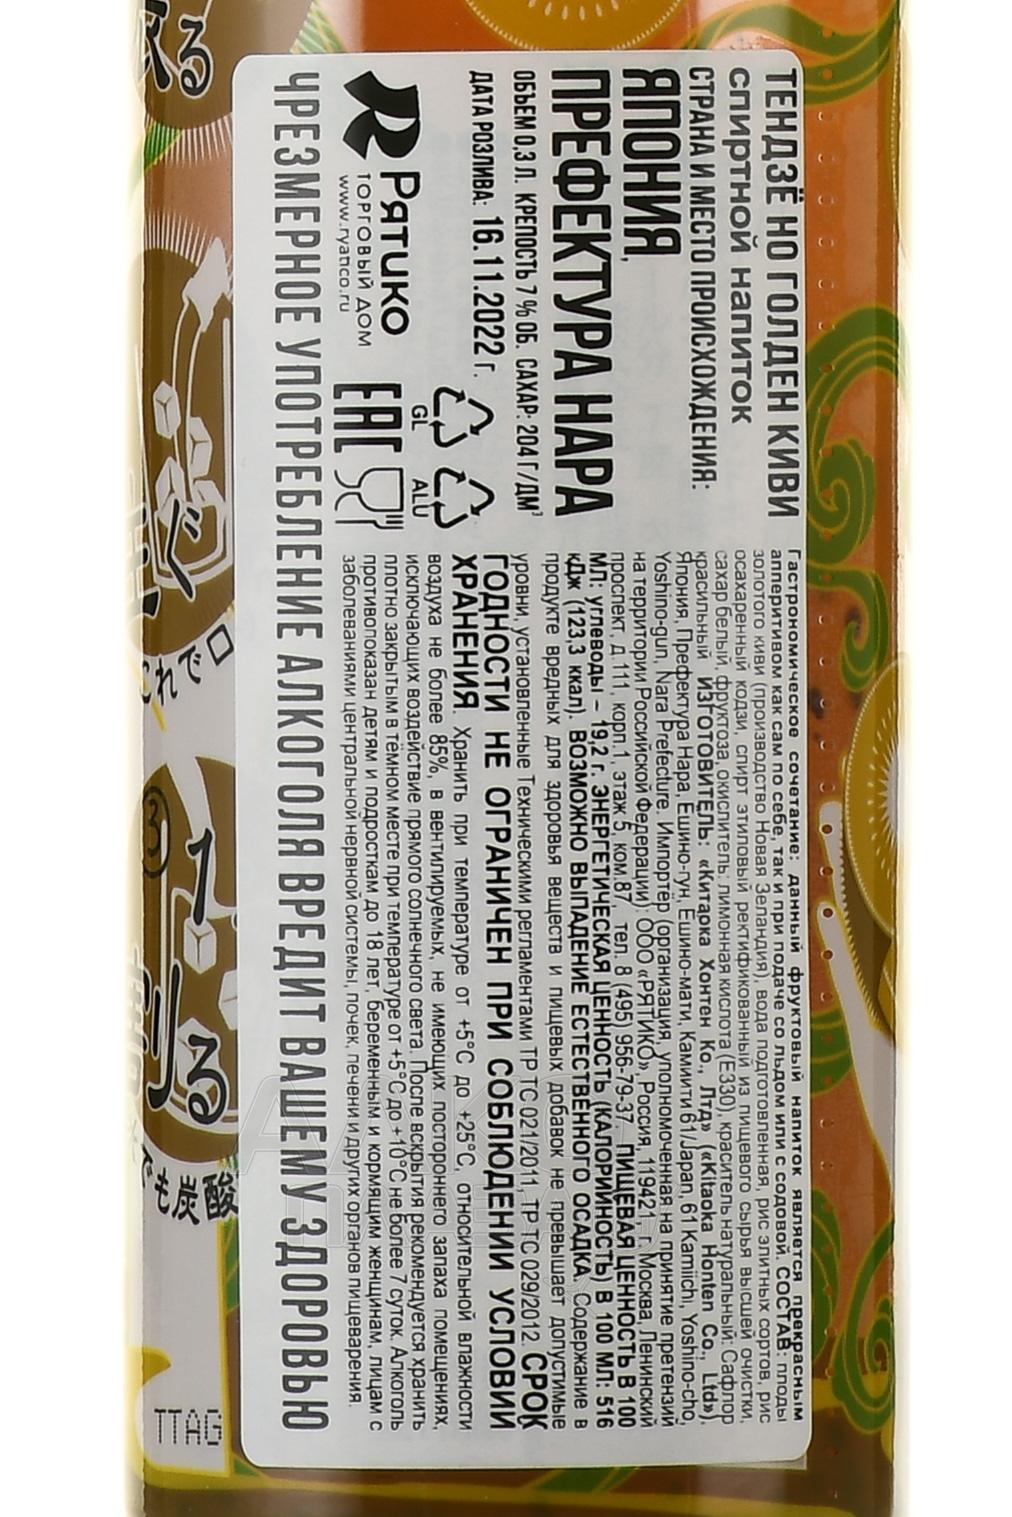 ТЕНДЗЁ НО ГОЛДЕН КИВИ
спиртной напиток
СТРАНА И МЕСТО ПРОИСХОЖДЕНИЯ:
ЯПОНИЯ,
ПРЕФЕКТУРА НАРА
ОБЪЕМ 0,3 Л. КРЕПОСТЬ 7 % ОБ. САХАР: 204 Г/ДМ³
ДАТА РОЗЛИВА: 16.11.2022 г.
РЯТИКО
ТОРГОВЫЙ ДОМ
www.ryatico.ru
GL
ALU
EAC
Гастрономическое сочетание: данный фруктовый напиток является прекрасным
апперитивом как сам по себе, так и при подаче со льдом или с содовой. СОСТАВ: плоды
золотого киви (производство Новая Зеландия), вода подготовленная, рис элитных сортов, рис
осахаренный кодзи, спирт этиловый ректификованный из пищевого сырья высшей очистки,
сахар белый, фруктоза, окислитель: лимонная кислота (Е330), краситель натуральный: Сафлор
красильный. ИЗГОТОВИТЕЛЬ: «Китаока Хонтен Ко., Лтд» («Kitaoka Honten Co., Ltd»).
Япония, Префектура Нара, Ёшино-гун, Ёшино-мати, Камиити 61/Japan, 61 Kamiichi, Yoshino-cho,
Yoshino-gun, Nara Prefecture. Импортёр (организация, уполномоченная на принятие претензий
на территории Российской Федерации): ООО «РЯТИКО», Россия, 119421, г. Москва, Ленинский
проспект, д.111, корп.1, этаж 5, ком.87, тел. 8 (495) 956-79-37. ПИЩЕВАЯ ЦЕННОСТЬ В 100
МЛ: углеводы – 19,2 г. ЭНЕРГЕТИЧЕСКАЯ ЦЕННОСТЬ (КАЛОРИЙНОСТЬ) В 100 МЛ: 516
кДж (123,3 ккал). ВОЗМОЖНО ВЫПАДЕНИЕ ЕСТЕСТВЕННОГО ОСАДКА. Содержание в
продукте вредных для здоровья веществ и пищевых добавок не превышает допустимые
уровни, установленные Техническими регламентами ТР ТС 021/2011, ТР ТС 029/2012. СРОК
ГОДНОСТИ НЕ ОГРАНИЧЕН ПРИ СОБЛЮДЕНИИ УСЛОВИЙ
ХРАНЕНИЯ. Хранить при температуре от +5°С до +25°С, относительной влажности
воздуха не более 85%, в вентилируемых, не имеющих постороннего запаха помещениях,
исключающих воздействие прямого солнечного света. После вскрытия рекомендуется хранить
плотно закрытым в тёмном месте при температуре от +5°С до +10°С не более 7 суток. Алкоголь
противопоказан детям и подросткам до 18 лет, беременным и кормящим женщинам, лицам с
заболеваниями центральной нервной системы, почек, печени и других органов пищеварения.
ЧРЕЗМЕРНОЕ УПОТРЕБЛЕНИЕ АЛКОГОЛЯ ВРЕДИТ ВАШЕМУ ЗДОРОВЬЮ
これで
③
割る
でも炭酸
TTAG